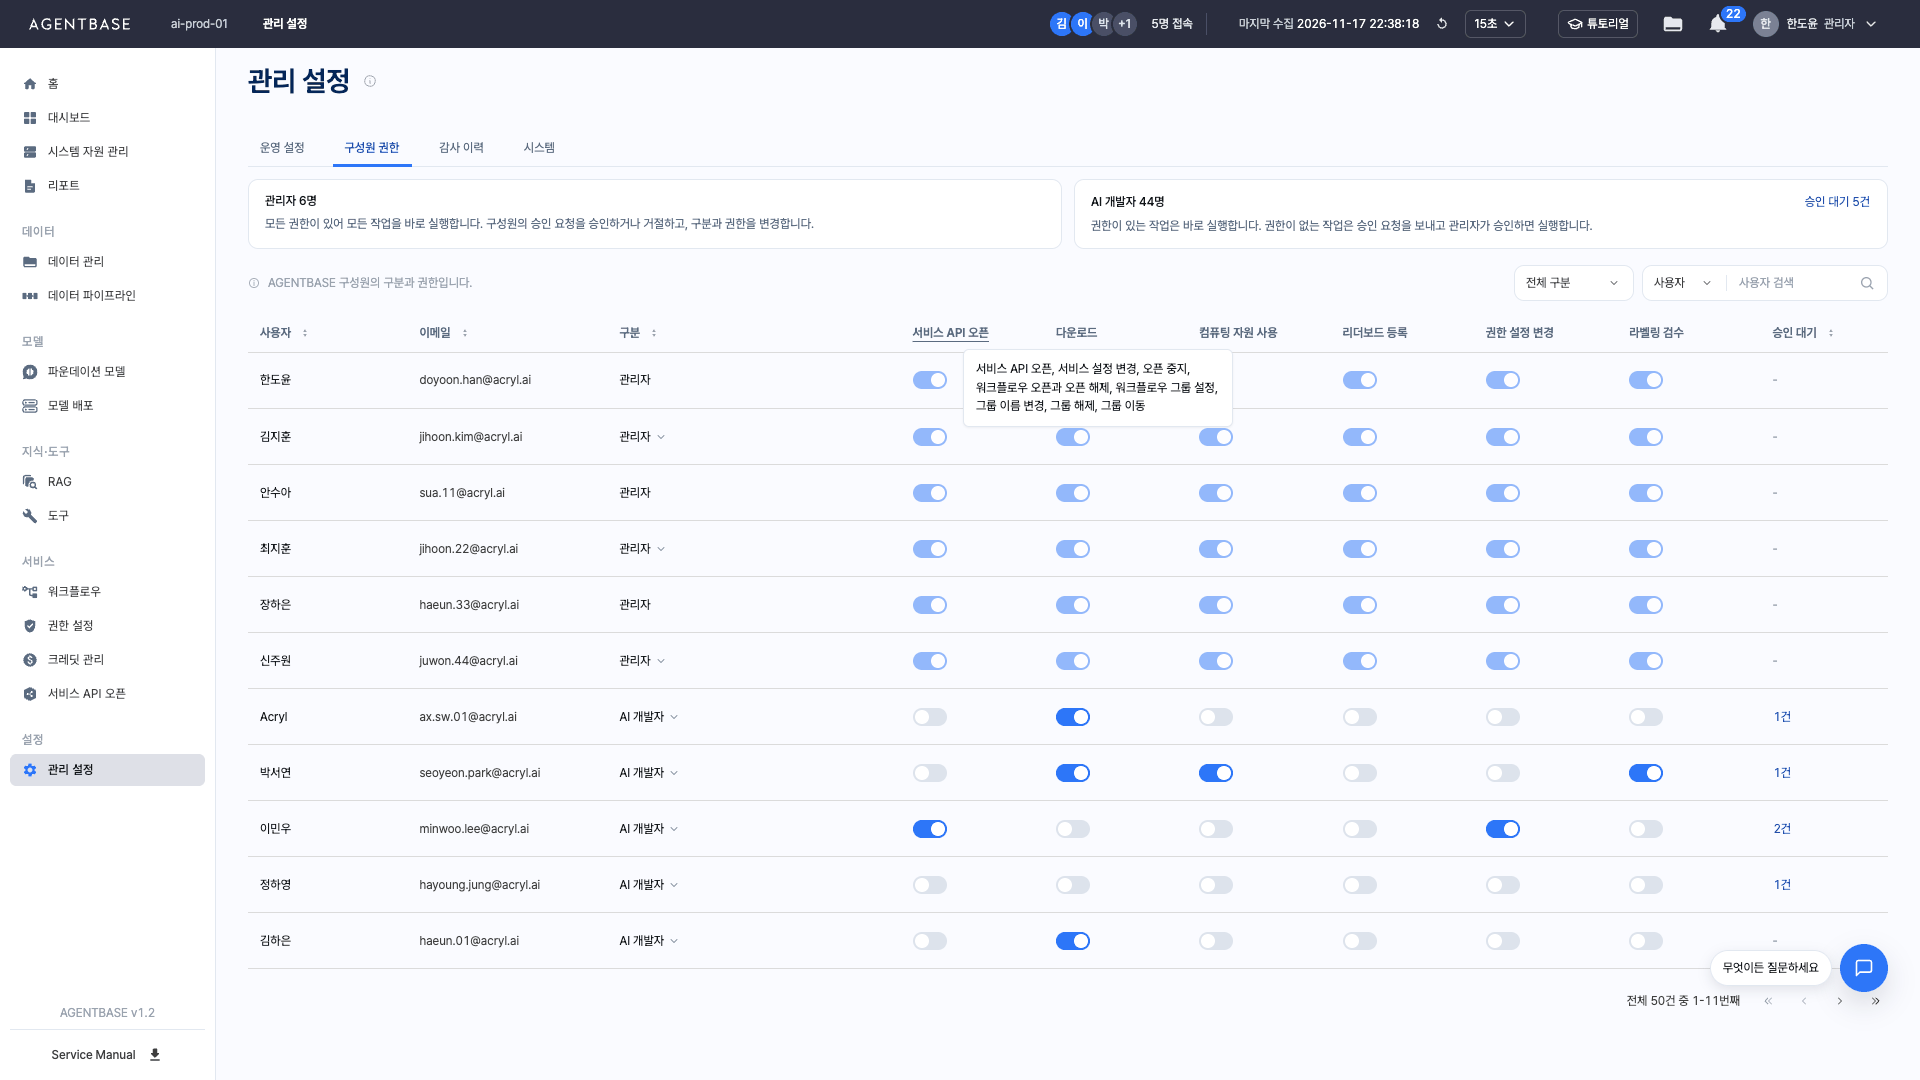 AGENTBASE
ai-prod-01
관리 설정
김 이 박 +1 5명 접속
마지막 수집 2026-11-17 22:38:18
15초
튜토리얼
22
한 한도윤 관리자
홈
대시보드
시스템 자원 관리
리포트
데이터
데이터 관리
데이터 파이프라인
모델
파운데이션 모델
모델 배포
지식·도구
RAG
도구
서비스
워크플로우
권한 설정
크레딧 관리
서비스 API 오픈
설정
관리 설정
AGENTBASE v1.2
Service Manual
관리 설정
운영 설정 구성원 권한 감사 이력 시스템
관리자 6명
모든 권한이 있어 모든 작업을 바로 실행합니다. 구성원의 승인 요청을 승인하거나 거절하고, 구분과 권한을 변경합니다.
AI 개발자 44명 승인 대기 5건
권한이 있는 작업은 바로 실행합니다. 권한이 없는 작업은 승인 요청을 보내고 관리자가 승인하면 실행합니다.
AGENTBASE 구성원의 구분과 권한입니다.
전체 구분 사용자 사용자 검색
사용자 이메일 구분 서비스 API 오픈 다운로드 컴퓨팅 자원 사용 리더보드 등록 권한 설정 변경 라벨링 검수 승인 대기
서비스 API 오픈, 서비스 설정 변경, 오픈 중지,
워크플로우 오픈과 오픈 해제, 워크플로우 그룹 설정,
그룹 이름 변경, 그룹 해제, 그룹 이동
한도윤 doyoon.han@acryl.ai 관리자 -
김지훈 jihoon.kim@acryl.ai 관리자 -
안수아 sua.11@acryl.ai 관리자 -
최지훈 jihoon.22@acryl.ai 관리자 -
장하은 haeun.33@acryl.ai 관리자 -
신주원 juwon.44@acryl.ai 관리자 -
Acryl ax.sw.01@acryl.ai AI 개발자 1건
박서연 seoyeon.park@acryl.ai AI 개발자 1건
이민우 minwoo.lee@acryl.ai AI 개발자 2건
정하영 hayoung.jung@acryl.ai AI 개발자 1건
김하은 haeun.01@acryl.ai AI 개발자 -
무엇이든 질문하세요
전체 50건 중 1-11번째